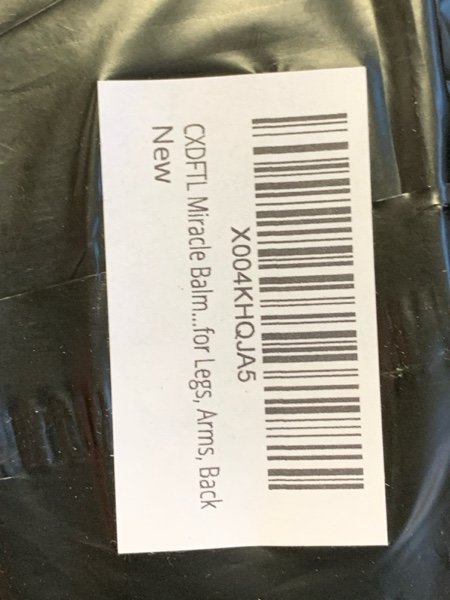 X004KHQJA5
CXDFTL Miracle Balm...for Legs, Arms, Back
New